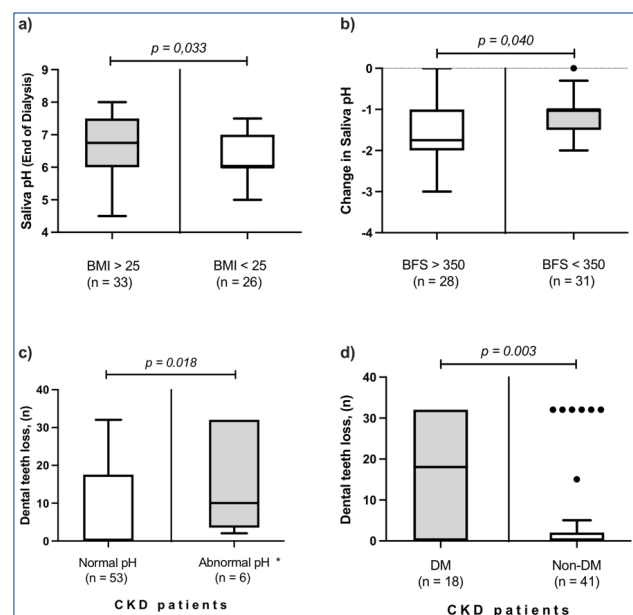 a)
p = 0,033
Saliva pH (End of Dialysis)
9
8
7
6
5
4
BMI > 25
(n = 33)
BMI < 25
(n = 26)
b)
p = 0,040
Change in Saliva pH
0
-1
-2
-3
-4
BFS > 350
(n = 28)
BFS < 350
(n = 31)
c)
p = 0.018
Dental teeth loss, (n)
40
30
20
10
0
Normal pH
(n = 53)
Abnormal pH *
(n = 6)
CKD patients
d)
p = 0.003
Dental teeth loss, (n)
40
30
20
10
0
DM
(n = 18)
Non-DM
(n = 41)
CKD patients